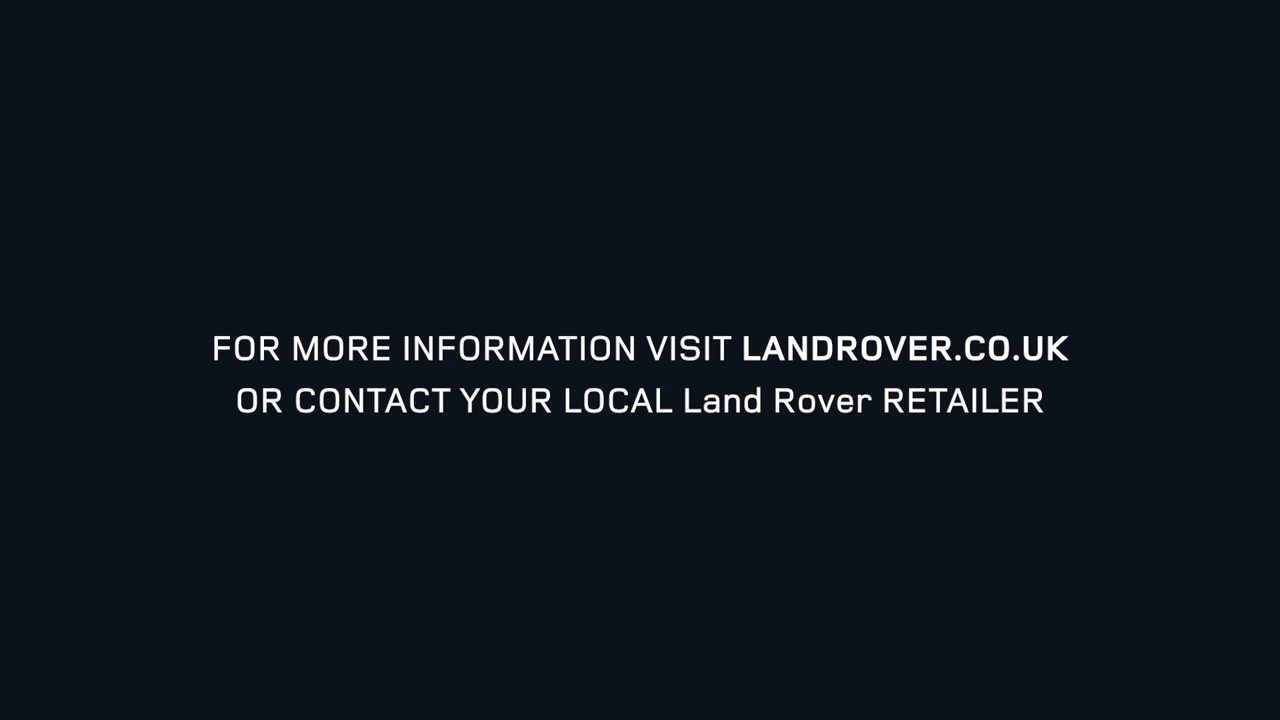 FOR MORE INFORMATION VISIT LANDROVER.CO.UK
OR CONTACT YOUR LOCAL Land Rover RETAILER